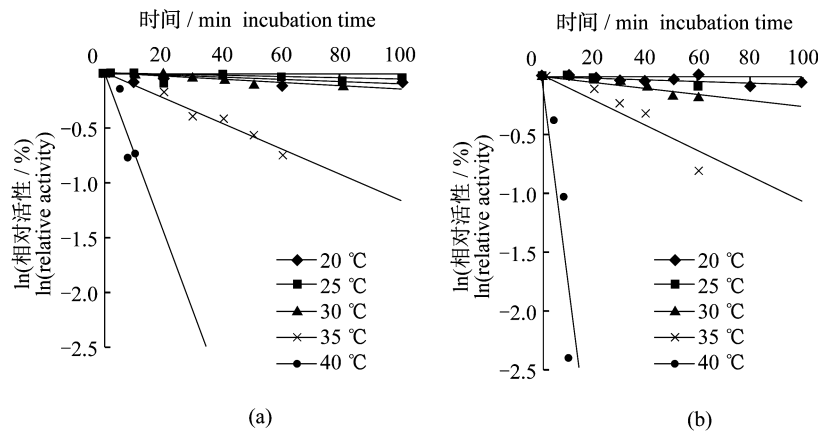 时间 / min incubation time
0 20 40 60 80 100
−0.5
−1.0
−1.5
−2.0
−2.5
ln(相对活性 / %)
ln(relative activity)
20 ℃
25 ℃
30 ℃
35 ℃
40 ℃
(a)
时间 / min incubation time
0 20 40 60 80 100
−0.5
−1.0
−1.5
−2.0
−2.5
ln(相对活性 / %)
ln(relative activity)
20 ℃
25 ℃
30 ℃
35 ℃
40 ℃
(b)